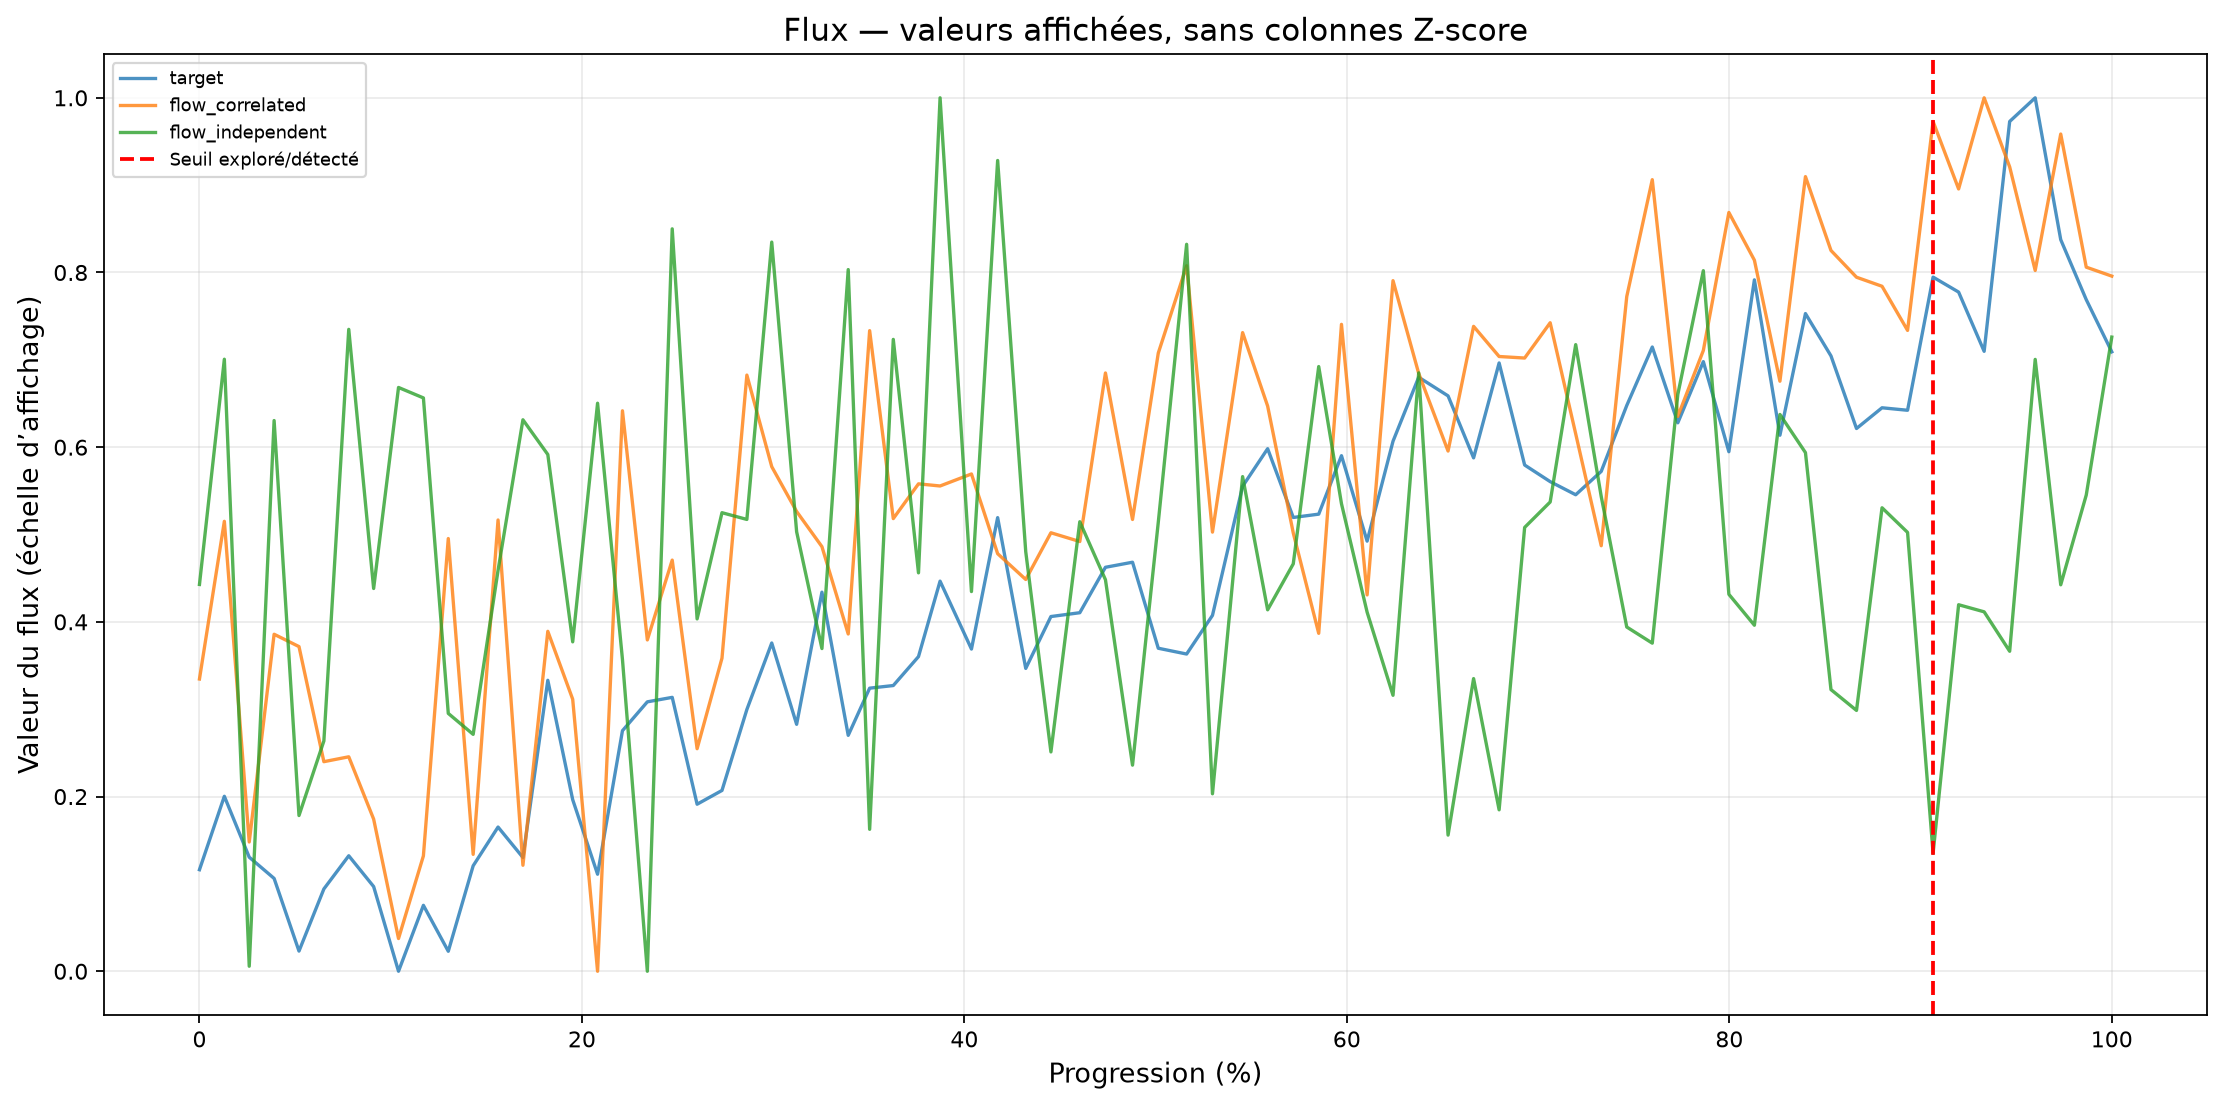 Flux — valeurs affichées, sans colonnes Z-score
target
flow_correlated
flow_independent
Seuil exploré/détecté
Valeur du flux (échelle d’affichage)
1.0
0.8
0.6
0.4
0.2
0.0
0 20 40 60 80 100
Progression (%)